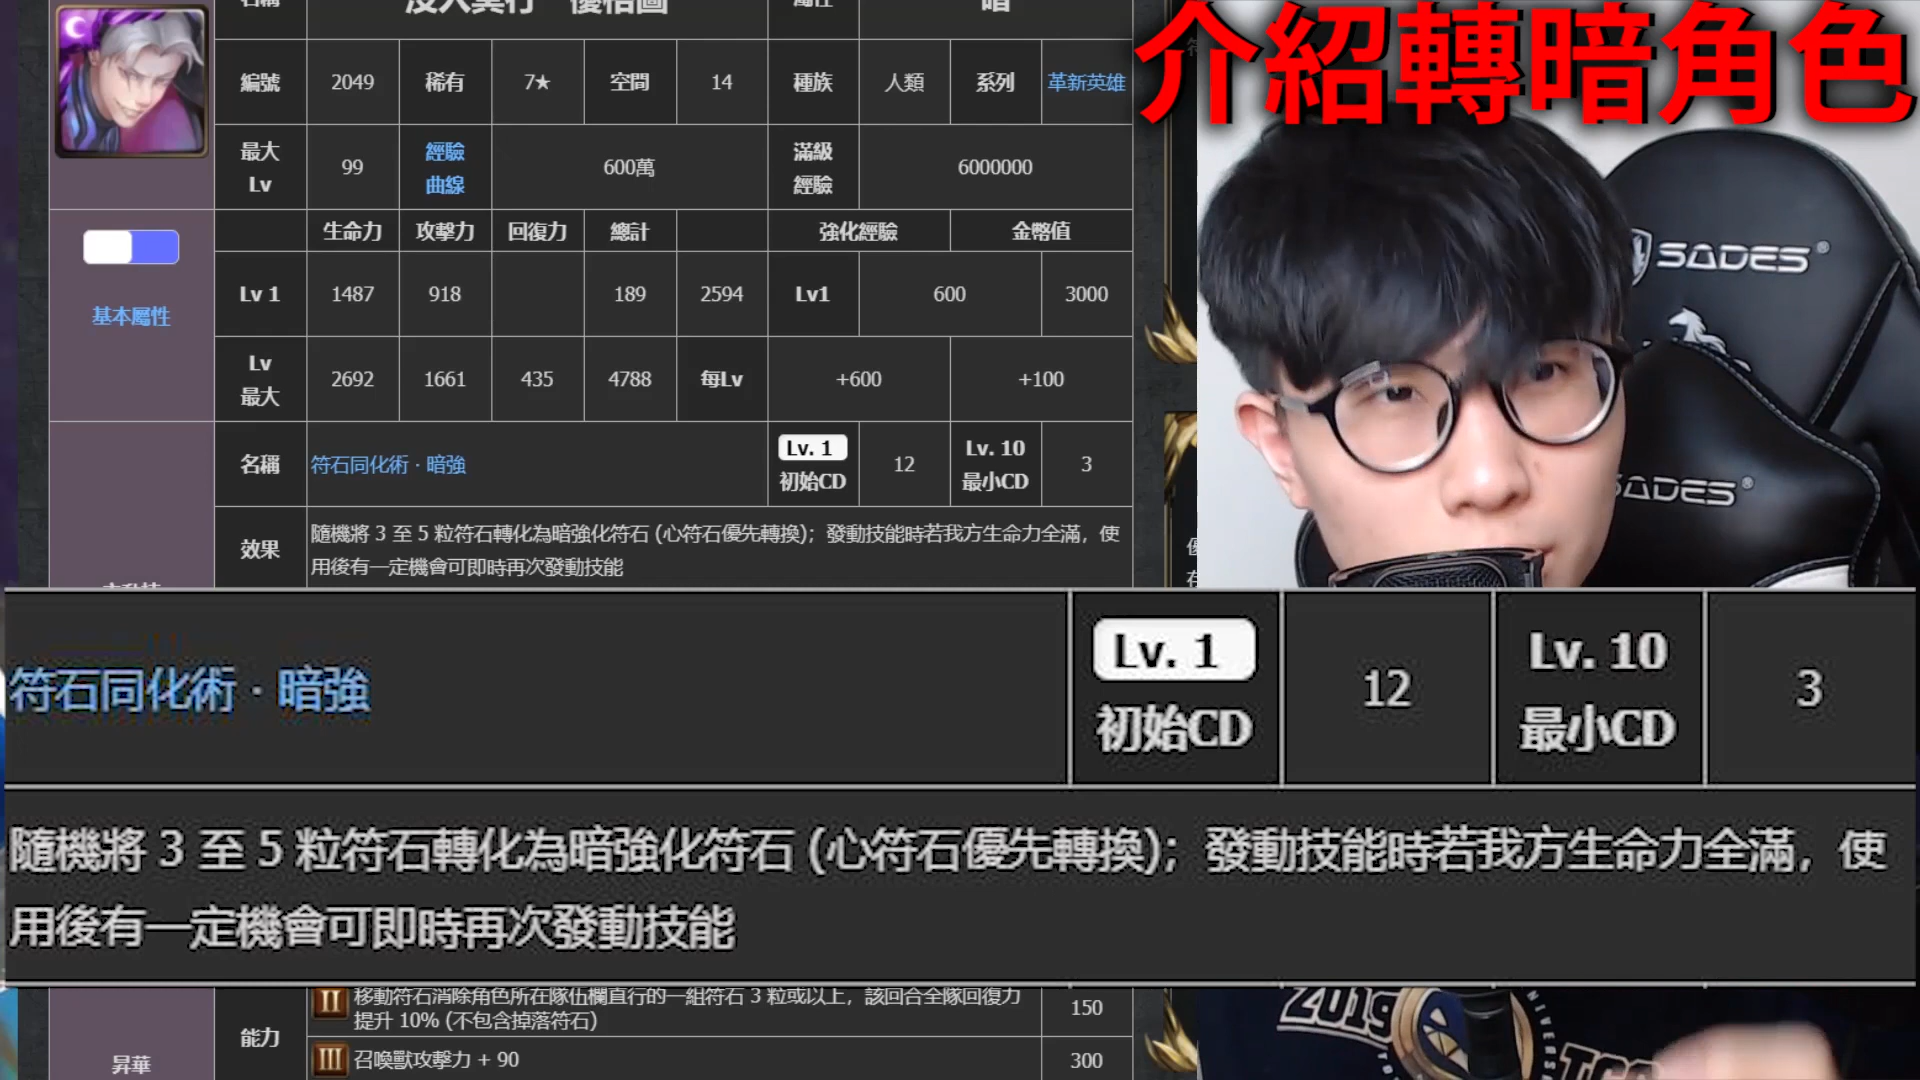 介紹轉暗角色
編號 2049 稀有 7★ 空間 14 種族 人類 系列 革新英雄
最大 Lv 99 經驗曲線 600萬 滿級經驗 6000000
生命力 攻擊力 回復力 總計 強化經驗 金幣值
基本屬性
Lv 1 1487 918 189 2594 Lv1 600 3000
Lv 最大 2692 1661 435 4788 每Lv +600 +100
名稱 符石同化術 · 暗強 Lv. 1 初始CD 12 Lv. 10 最小CD 3
效果 隨機將 3 至 5 粒符石轉化為暗強化符石 (心符石優先轉換)；發動技能時若我方生命力全滿，使
用後有一定機會可即時再次發動技能
SADES®
SADES®
符石同化術 · 暗強 Lv. 1 初始CD 12 Lv. 10 最小CD 3
隨機將 3 至 5 粒符石轉化為暗強化符石 (心符石優先轉換)；發動技能時若我方生命力全滿，使
用後有一定機會可即時再次發動技能
昇華
能力
II 移動符石消除角色所在隊伍欄直行的一組符石 3 粒或以上，該回合全隊回復力
提升 10% (不包含掉落符石) 150
III 召喚獸攻擊力 + 90 300
2019